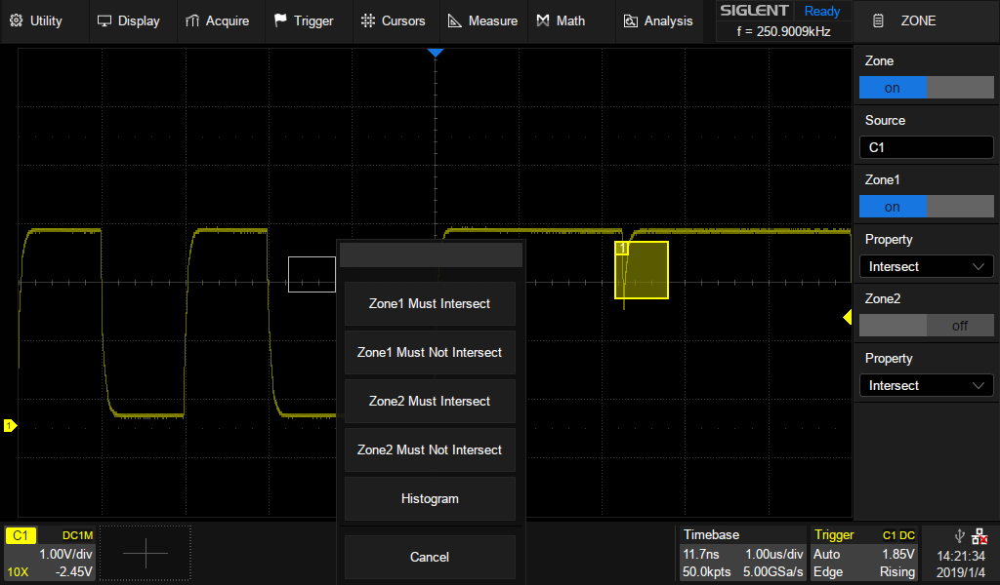 Utility
Display
Acquire
Trigger
Cursors
Measure
Math
Analysis
SIGLENT
Ready
f = 250.9009kHz
ZONE
Zone
on
Source
C1
Zone1
on
Property
Intersect
Zone2
off
Property
Intersect
1
Zone1 Must Intersect
Zone1 Must Not Intersect
Zone2 Must Intersect
Zone2 Must Not Intersect
Histogram
Cancel
1
C1 DC1M
1.00V/div
10X -2.45V
Timebase
11.7ns 1.00us/div
50.0kpts 5.00GSa/s
Trigger C1 DC
Auto 1.85V
Edge Rising
14:21:34
2019/1/4